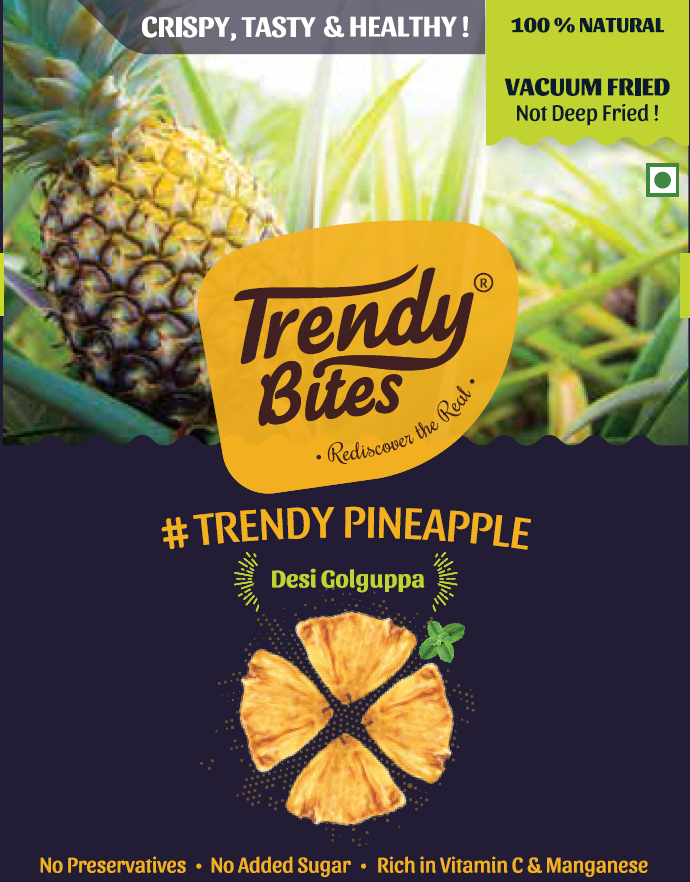 CRISPY, TASTY & HEALTHY !
100 % NATURAL
VACUUM FRIED
Not Deep Fried !
Trendy ®
Bites
• Rediscover the Real •
# TRENDY PINEAPPLE
Desi Golguppa
No Preservatives • No Added Sugar • Rich in Vitamin C & Manganese